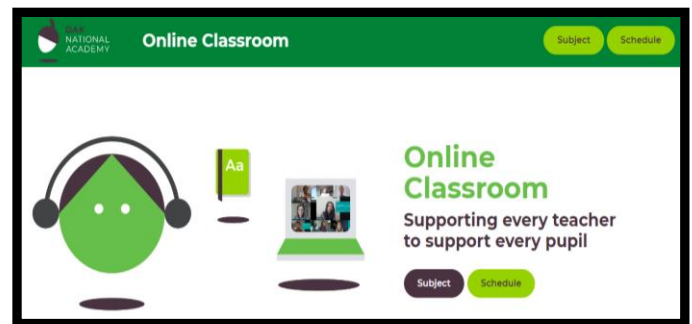 OAK
NATIONAL
ACADEMY
Online Classroom
Subject
Schedule
Aa
Online
Classroom
Supporting every teacher
to support every pupil
Subject
Schedule